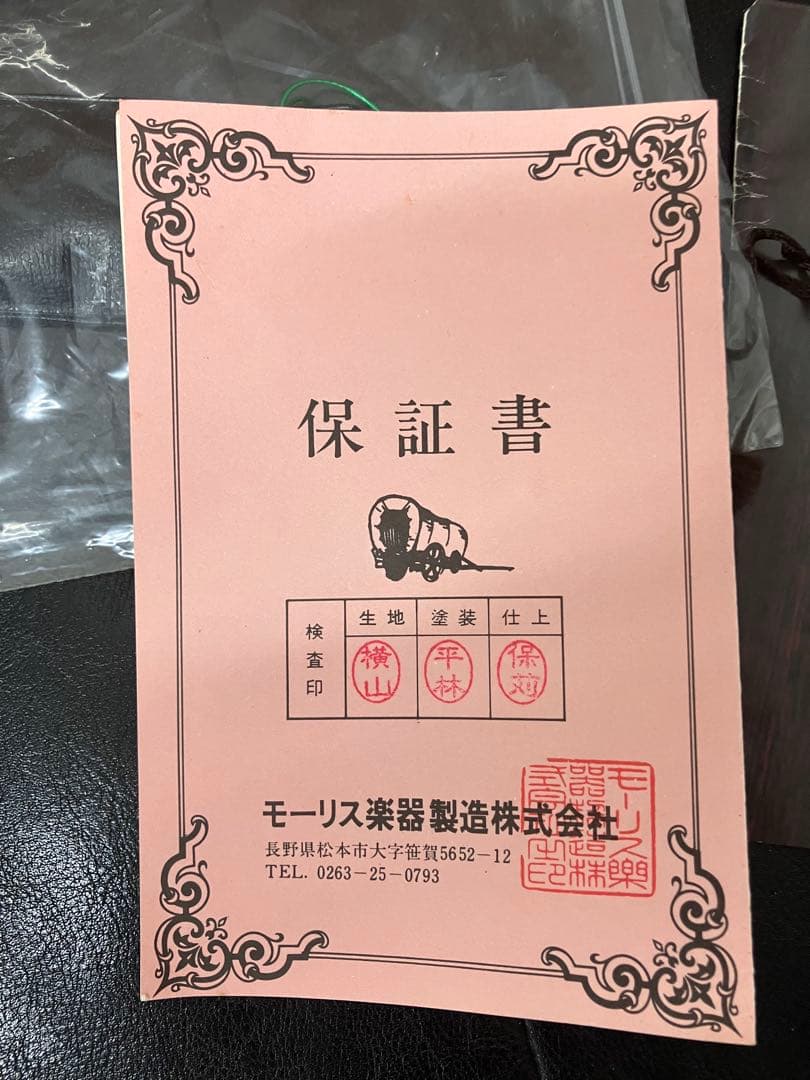 保証書
検査印
生地 塗装 仕上
横山 平林 保苅
モーリス楽器製造株式会社
長野県松本市大字笹賀5652-12
TEL. 0263-25-0793